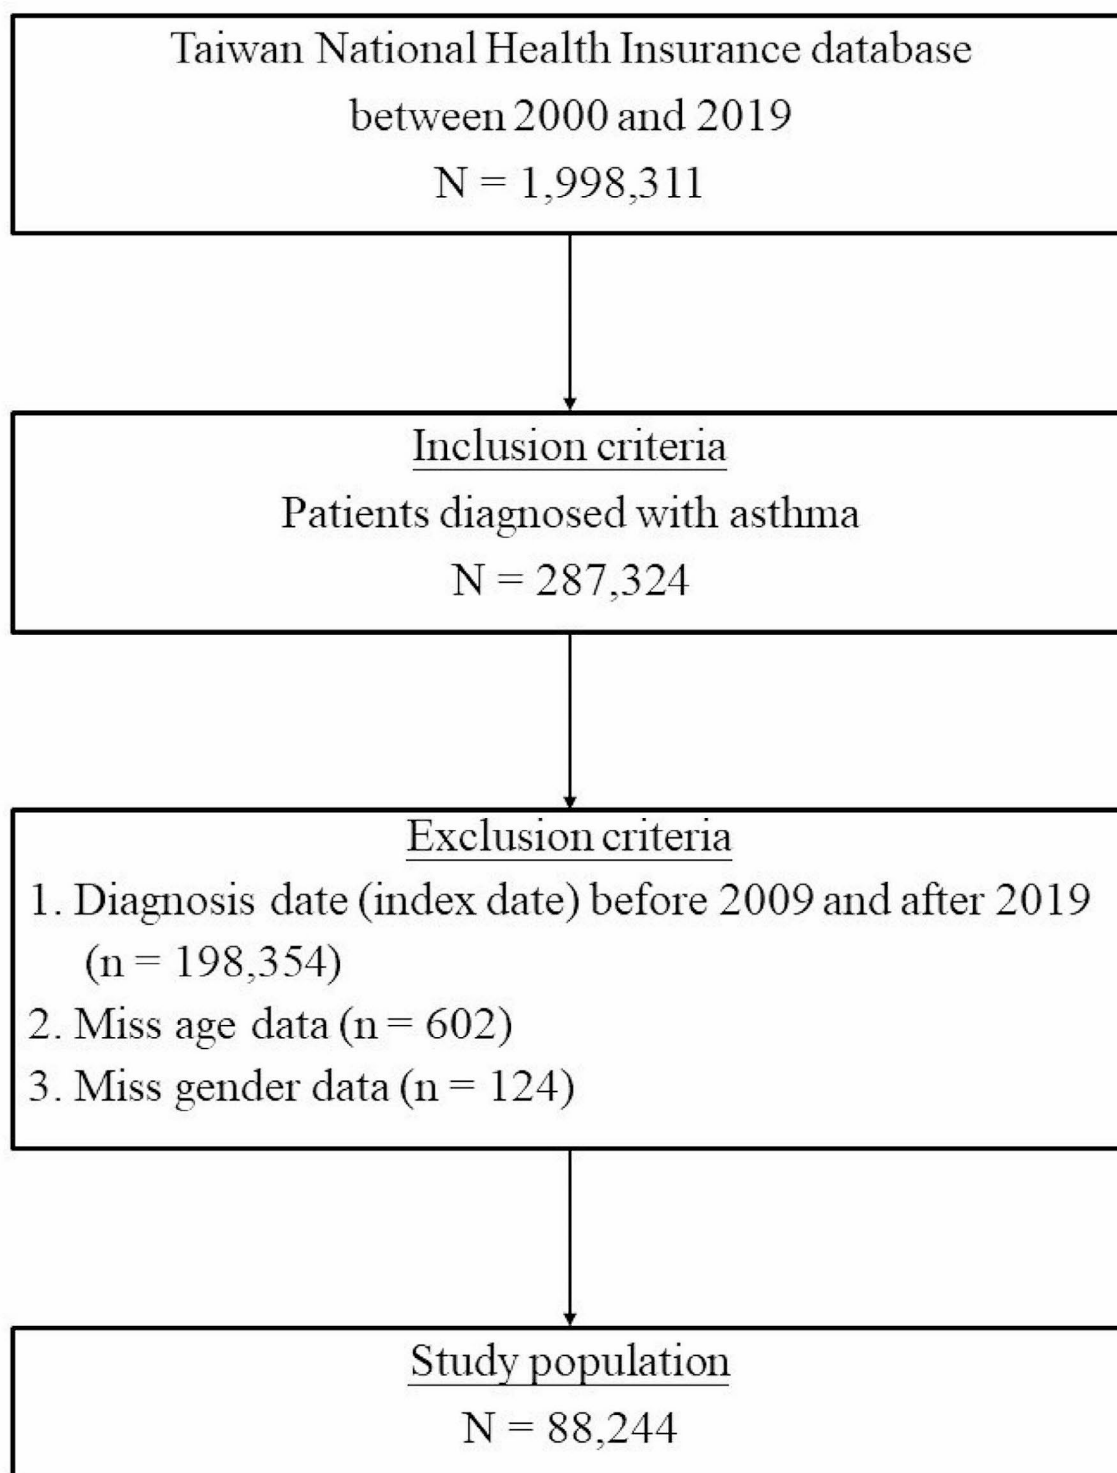 Taiwan National Health Insurance database
between 2000 and 2019
N = 1,998,311
Inclusion criteria
Patients diagnosed with asthma
N = 287,324
Exclusion criteria
1. Diagnosis date (index date) before 2009 and after 2019
(n = 198,354)
2. Miss age data (n = 602)
3. Miss gender data (n = 124)
Study population
N = 88,244